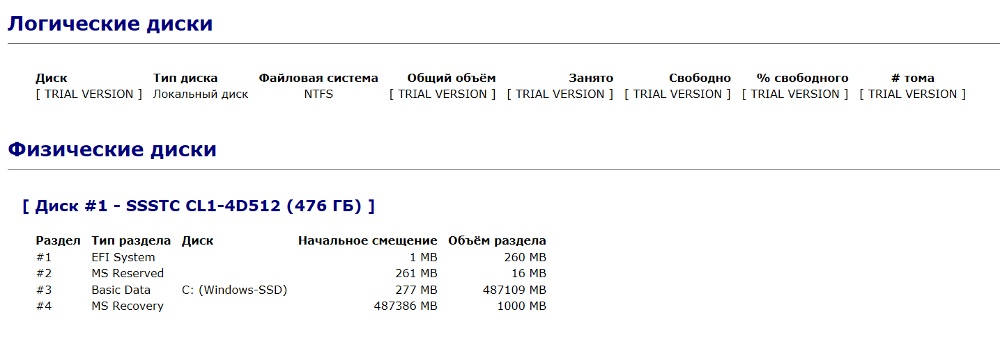 Логические диски
Диск Тип диска Файловая система Общий объём Занято Свободно % свободного # тома
[ TRIAL VERSION ] Локальный диск NTFS [ TRIAL VERSION ] [ TRIAL VERSION ] [ TRIAL VERSION ] [ TRIAL VERSION ] [ TRIAL VERSION ]
Физические диски
[ Диск #1 - SSSTC CL1-4D512 (476 ГБ) ]
Раздел Тип раздела Диск Начальное смещение Объём раздела
#1 EFI System 1 MB 260 MB
#2 MS Reserved 261 MB 16 MB
#3 Basic Data C: (Windows-SSD) 277 MB 487109 MB
#4 MS Recovery 487386 MB 1000 MB